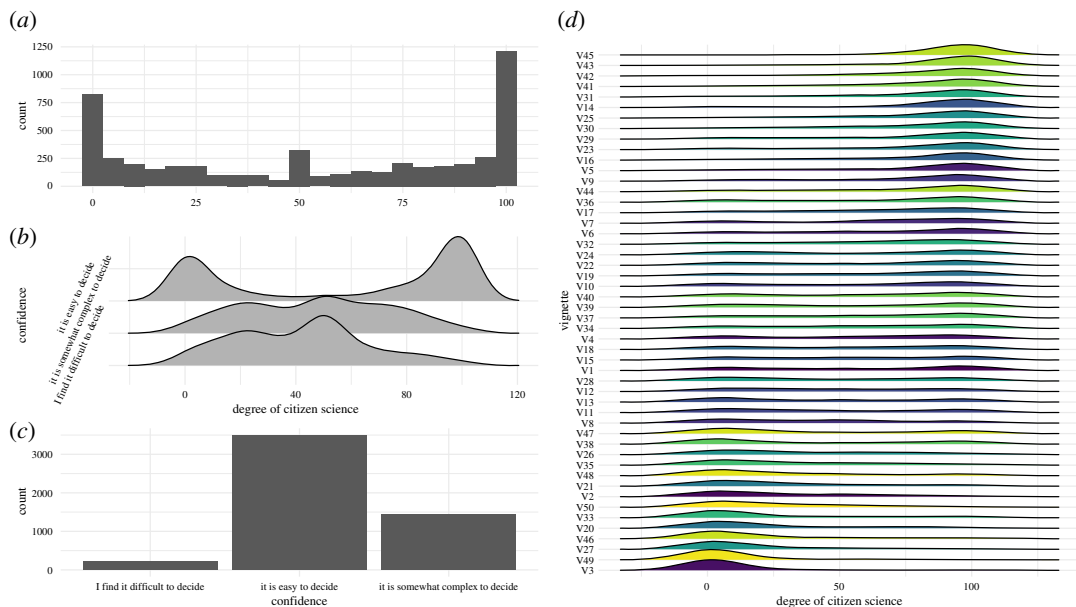 (a)
1250
1000
750
500
250
0
count
0 25 50 75 100
(b)
confidence
it is easy to decide
it is somewhat complex to decide
I find it difficult to decide
0 40 80 120
degree of citizen science
(c)
3000
2000
1000
0
count
I find it difficult to decide it is easy to decide it is somewhat complex to decide
confidence
(d)
vignette
V45
V43
V42
V41
V31
V14
V25
V30
V29
V23
V16
V5
V9
V44
V36
V17
V7
V6
V32
V24
V22
V19
V10
V40
V39
V37
V34
V4
V18
V15
V1
V28
V12
V13
V11
V8
V47
V38
V26
V35
V48
V21
V2
V50
V33
V20
V46
V27
V49
V3
0 50 100
degree of citizen science